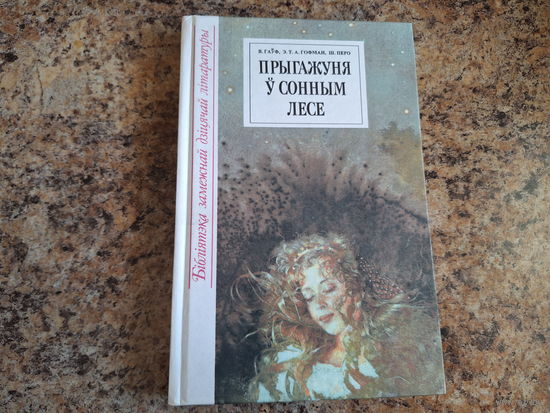 В. ГАЎФ, Э. Т. А. ГОФМАН, Ш. ПЕРО
ПРЫГАЖУНЯ
Ў СОННЫМ
ЛЕСЕ
Бібліятэка замежнай дзіцячай літаратуры